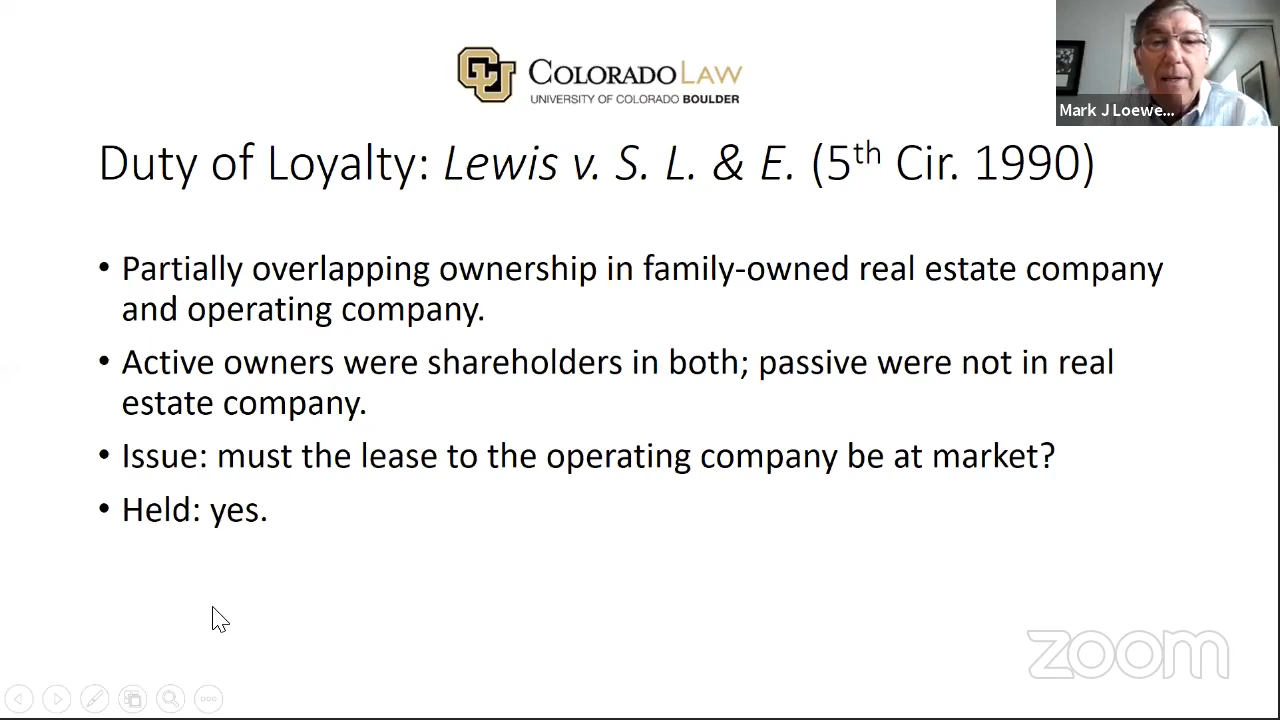 COLORADO LAW
UNIVERSITY OF COLORADO BOULDER
Mark J Loewe...
Duty of Loyalty: Lewis v. S. L. & E. (5th Cir. 1990)
• Partially overlapping ownership in family-owned real estate company
and operating company.
• Active owners were shareholders in both; passive were not in real
estate company.
• Issue: must the lease to the operating company be at market?
• Held: yes.
zoom